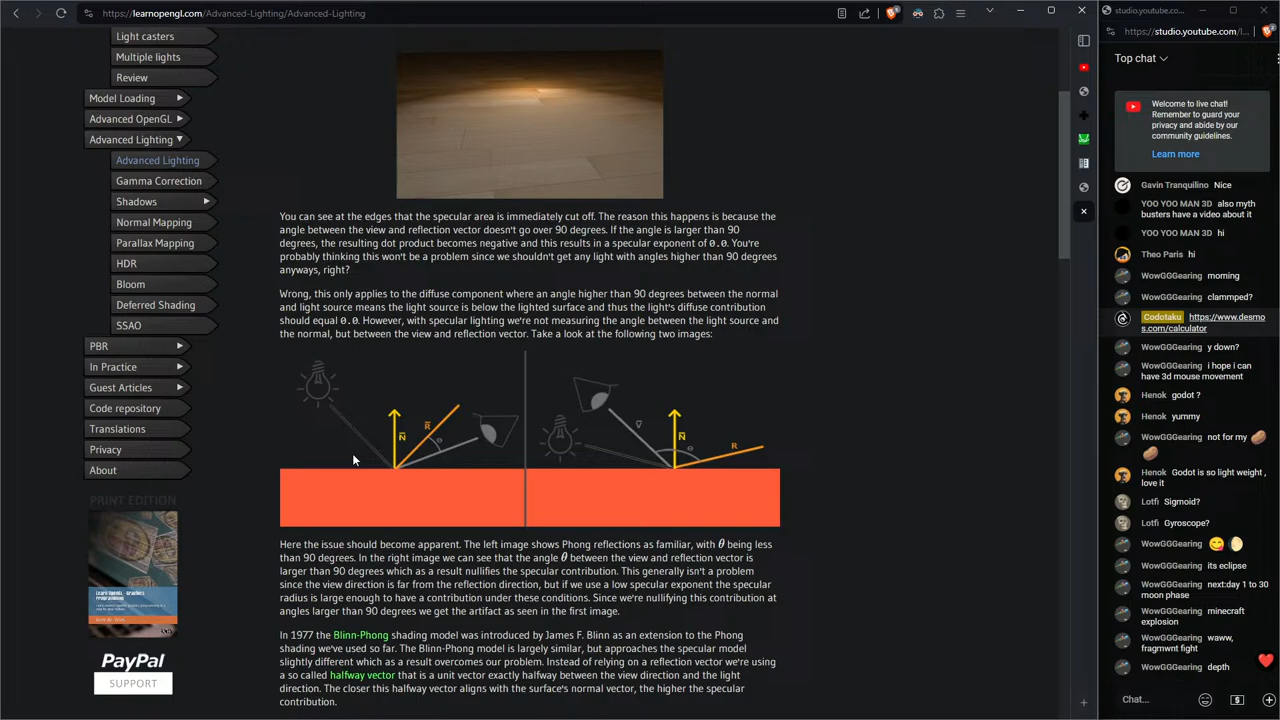 https://learnopengl.com/Advanced-Lighting/Advanced-Lighting
Light casters
Multiple lights
Review
Model Loading
Advanced OpenGL
Advanced Lighting
Advanced Lighting
Gamma Correction
Shadows
Normal Mapping
Parallax Mapping
HDR
Bloom
Deferred Shading
SSAO
PBR
In Practice
Guest Articles
Code repository
Translations
Privacy
About
PRINT EDITION
Learn OpenGL - Graphics
Programming
PayPal
SUPPORT
You can see at the edges that the specular area is immediately cut off. The reason this happens is because the
angle between the view and reflection vector doesn't go over 90 degrees. If the angle is larger than 90
degrees, the resulting dot product becomes negative and this results in a specular exponent of 0.0. You're
probably thinking this won't be a problem since we shouldn't get any light with angles higher than 90 degrees
anyways, right?
Wrong, this only applies to the diffuse component where an angle higher than 90 degrees between the normal
and light source means the light source is below the lighted surface and thus the light's diffuse contribution
should equal 0.0. However, with specular lighting we're not measuring the angle between the light source and
the normal, but between the view and reflection vector. Take a look at the following two images:
N̄
R̄
θ
V̄
N̄
θ
R
Here the issue should become apparent. The left image shows Phong reflections as familiar, with θ being less
than 90 degrees. In the right image we can see that the angle θ between the view and reflection vector is
larger than 90 degrees which as a result nullifies the specular contribution. This generally isn't a problem
since the view direction is far from the reflection direction, but if we use a low specular exponent the specular
radius is large enough to have a contribution under these conditions. Since we're nullifying this contribution at
angles larger than 90 degrees we get the artifact as seen in the first image.
In 1977 the Blinn-Phong shading model was introduced by James F. Blinn as an extension to the Phong
shading we've used so far. The Blinn-Phong model is largely similar, but approaches the specular model
slightly different which as a result overcomes our problem. Instead of relying on a reflection vector we're using
a so called halfway vector that is a unit vector exactly halfway between the view direction and the light
direction. The closer this halfway vector aligns with the surface's normal vector, the higher the specular
contribution.
studio.youtube.co...
https://studio.youtube.com/l...
Top chat
Welcome to live chat!
Remember to guard your
privacy and abide by our
community guidelines.
Learn more
Gavin Tranquilino Nice
YOO YOO MAN 3D also myth
busters have a video about it
YOO YOO MAN 3D hi
Theo Paris hi
WowGGGearing morning
WowGGGearing clammped?
Codotaku https://www.desmo
s.com/calculator
WowGGGearing y down?
WowGGGearing i hope i can
have 3d mouse movement
Henok godot ?
Henok yummy
WowGGGearing not for my
Henok Godot is so light weight ,
love it
Lotfi Sigmoid?
Lotfi Gyroscope?
WowGGGearing
WowGGGearing its eclipse
WowGGGearing next:day 1 to 30
moon phase
WowGGGearing minecraft
explosion
WowGGGearing waww,
fragmwnt fight
WowGGGearing depth
Chat...